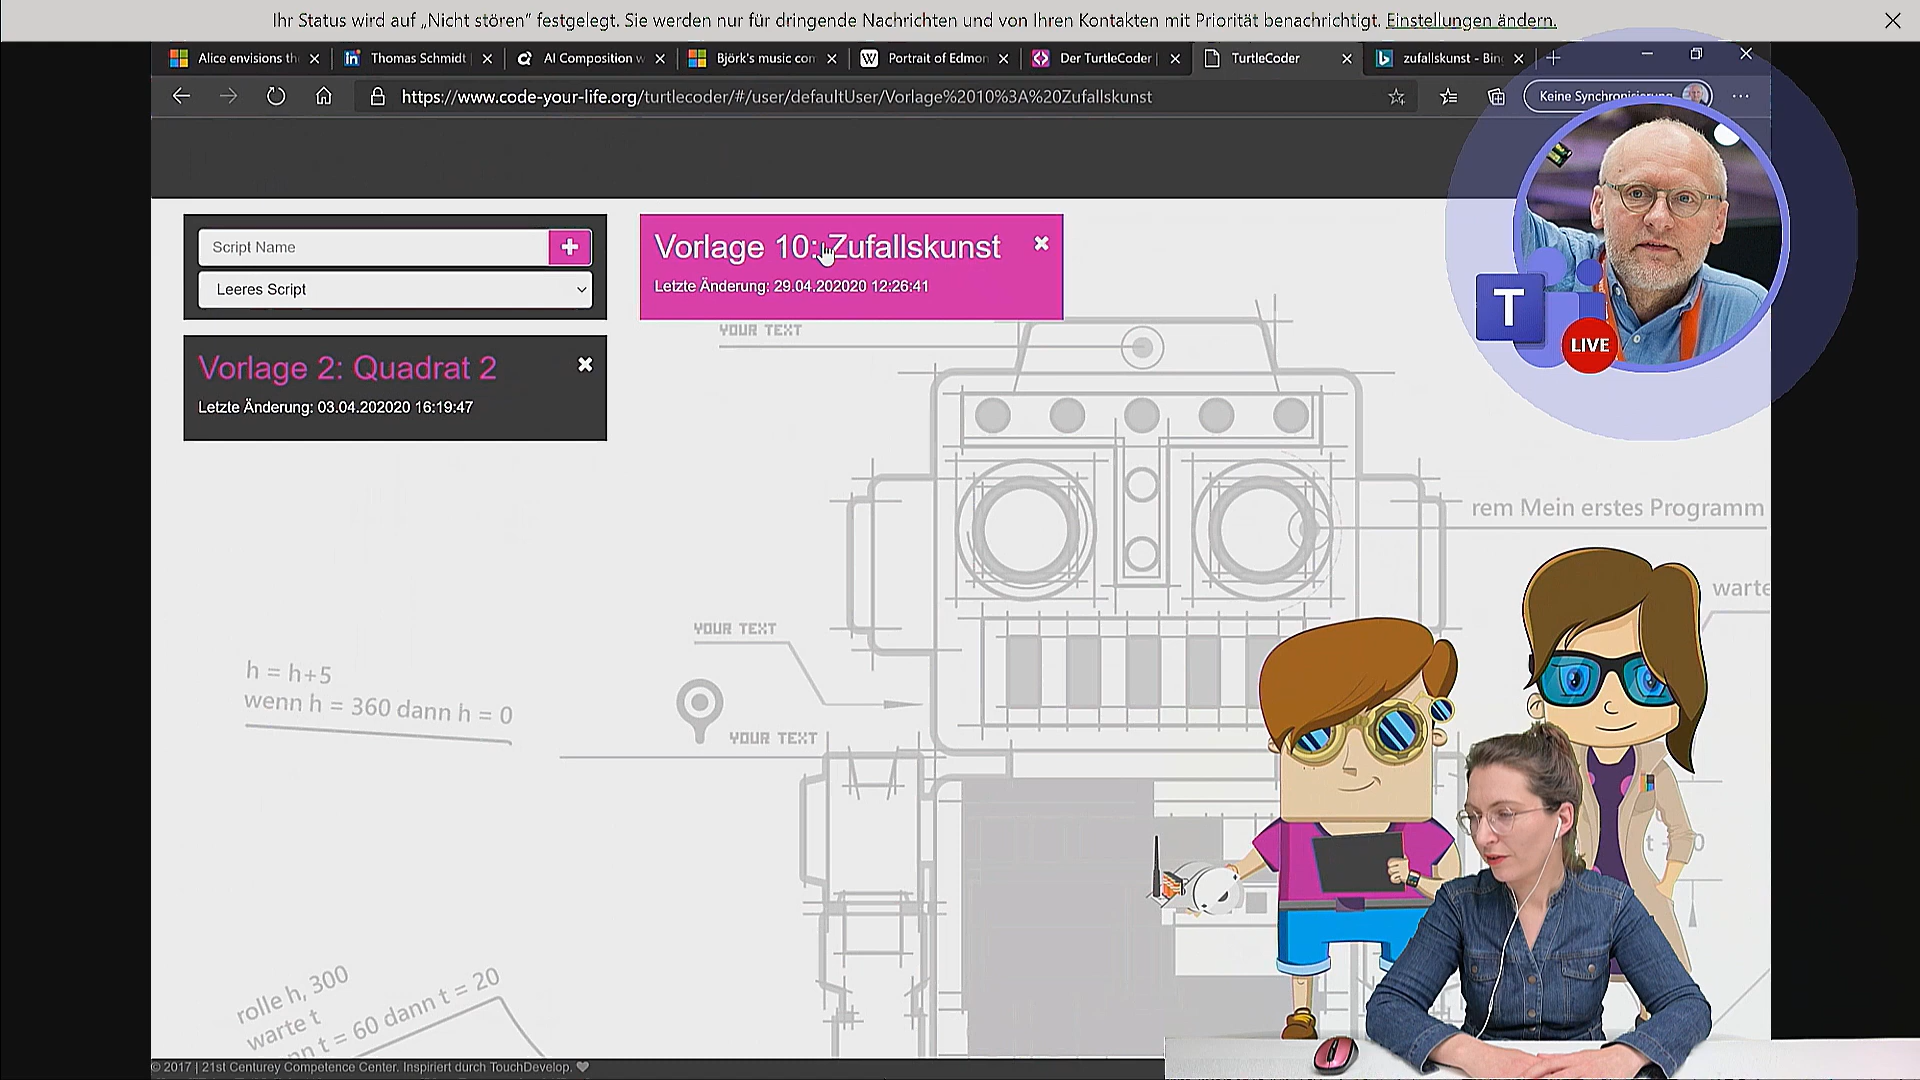 Ihr Status wird auf „Nicht stören" festgelegt. Sie werden nur für dringende Nachrichten und von Ihren Kontakten mit Priorität benachrichtigt. Einstellungen ändern.
Alice envisions th
Thomas Schmidt
AI Composition w
Björk's music com
Portrait of Edmon
Der TurtleCoder |
TurtleCoder
zufallskunst - Bing
https://www.code-your-life.org/turtlecoder/#/user/defaultUser/Vorlage%2010%3A%20Zufallskunst
Keine Synchronisierung
Script Name
Leeres Script
Vorlage 10: Zufallskunst
Letzte Änderung: 29.04.202020 12:26:41
T
LIVE
YOUR TEXT
Vorlage 2: Quadrat 2
Letzte Änderung: 03.04.202020 16:19:47
rem Mein erstes Programm
warte
YOUR TEXT
h = h+5
wenn h = 360 dann h = 0
YOUR TEXT
rolle h, 300
warte t
nn t = 60 dann t = 20
© 2017 | 21st Centurey Competence Center. Inspiriert durch TouchDevelop.